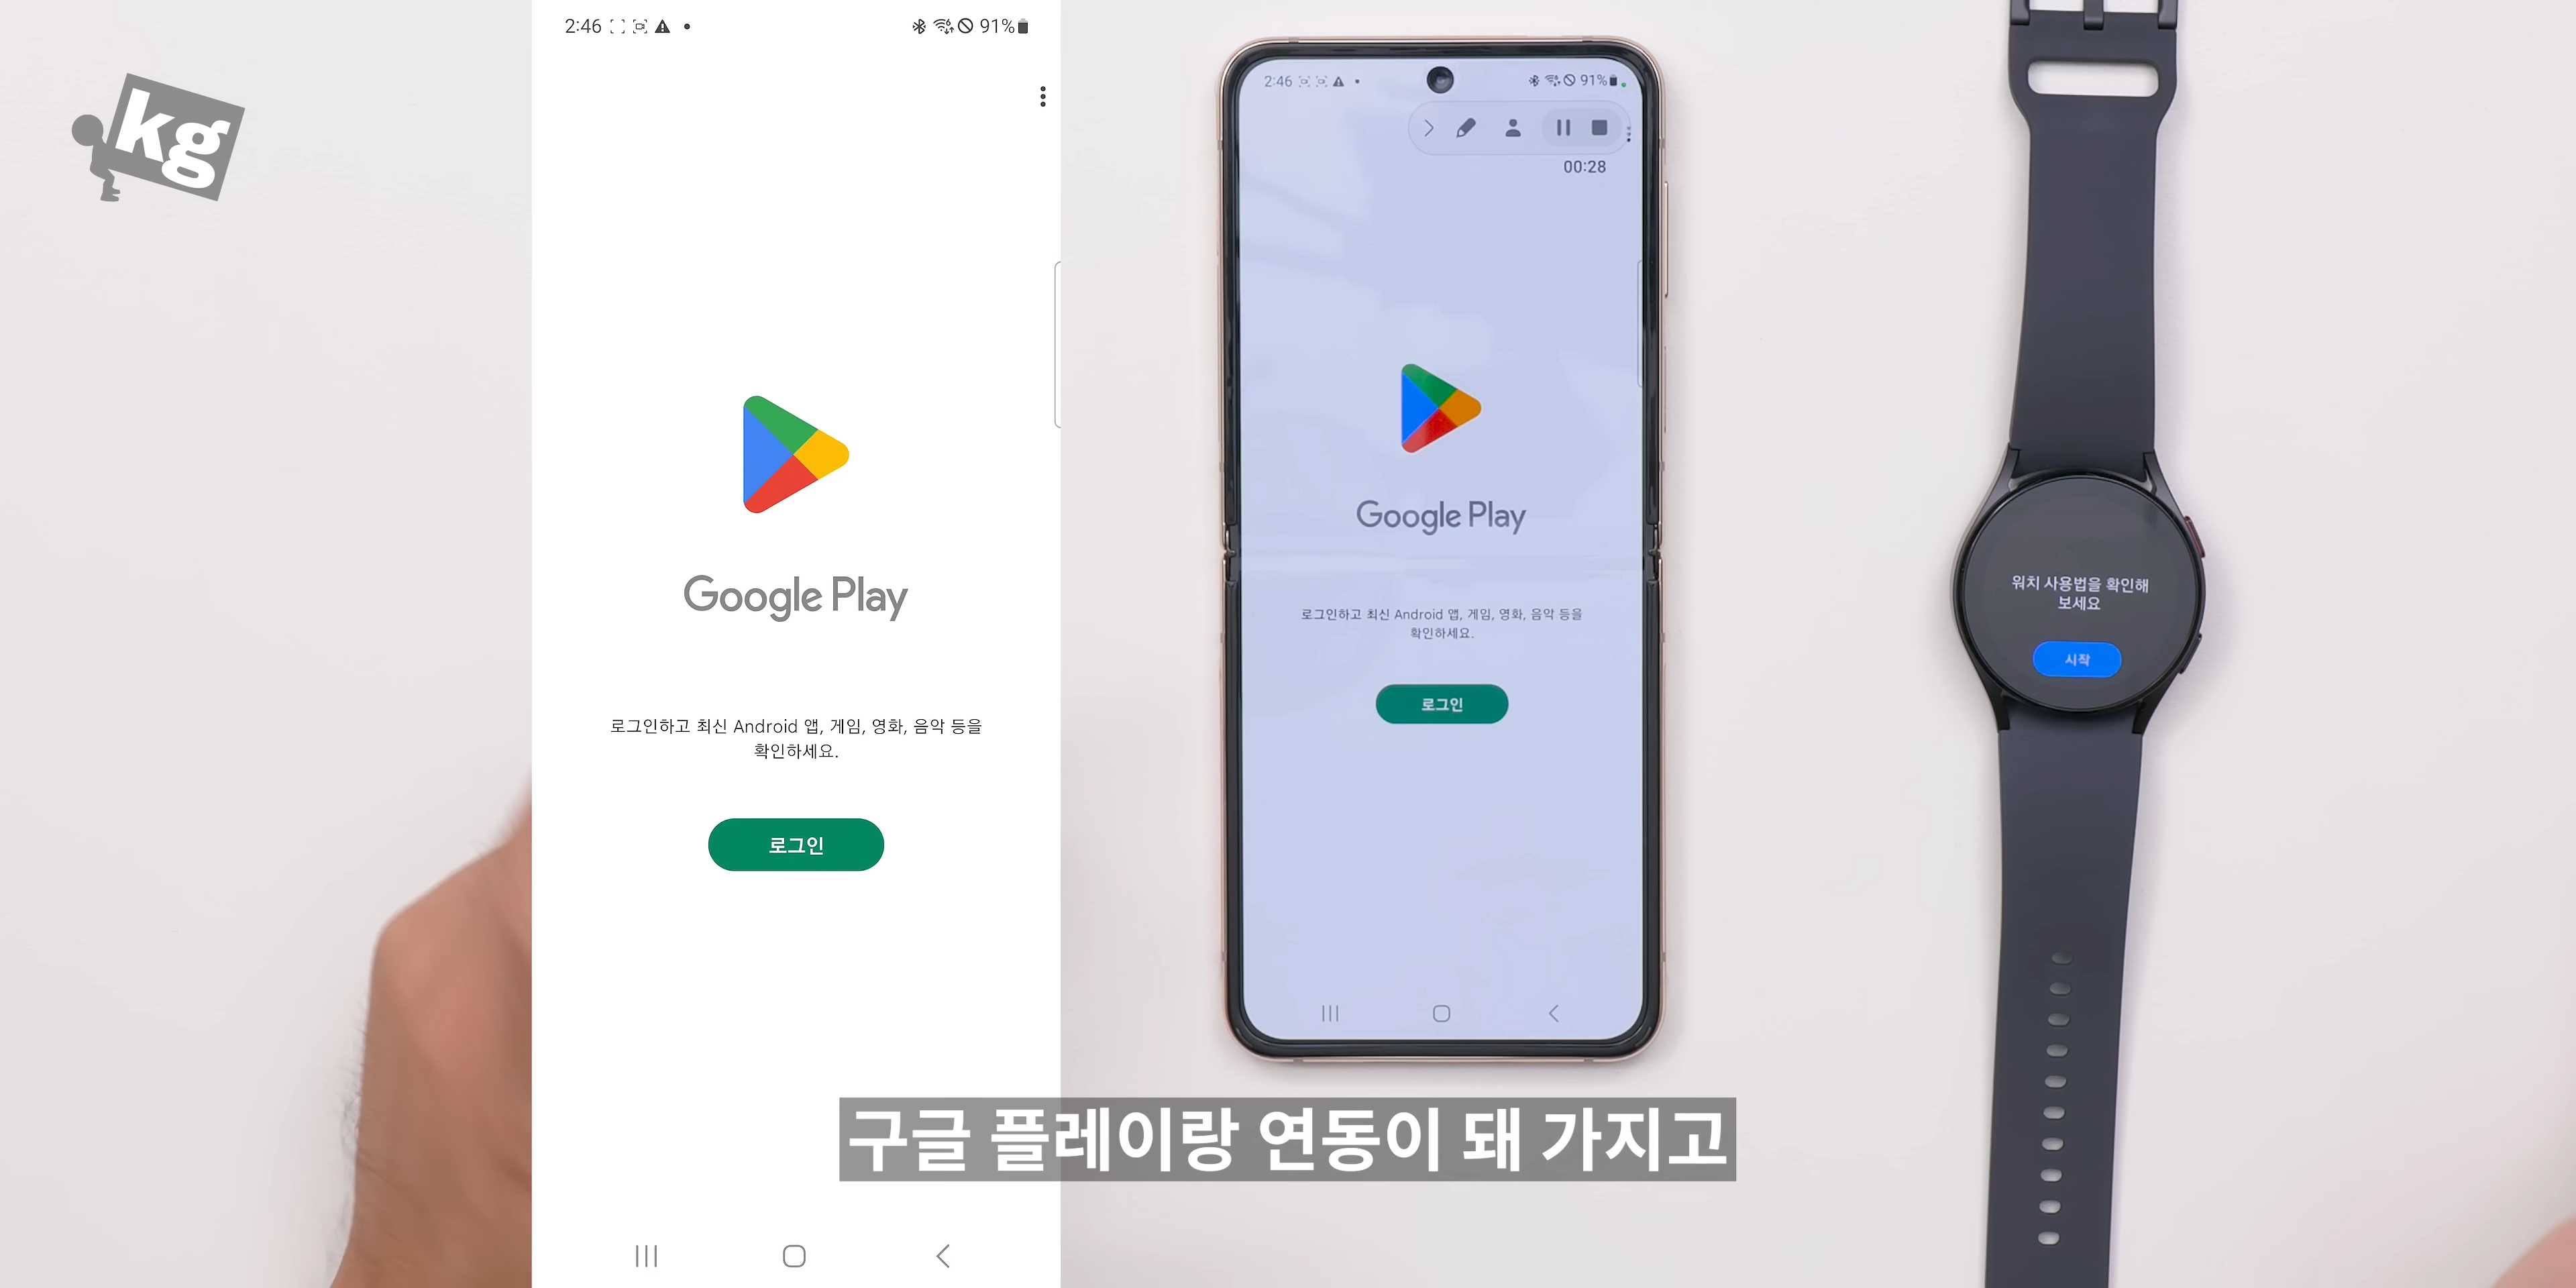 kg
2:46
91%
Google Play
로그인하고 최신 Android 앱, 게임, 영화, 음악 등을
확인하세요.
로그인
2:46
91%
00:28
Google Play
로그인하고 최신 Android 앱, 게임, 영화, 음악 등을
확인하세요.
로그인
워치 사용법을 확인해
보세요
시작
구글 플레이랑 연동이 돼 가지고